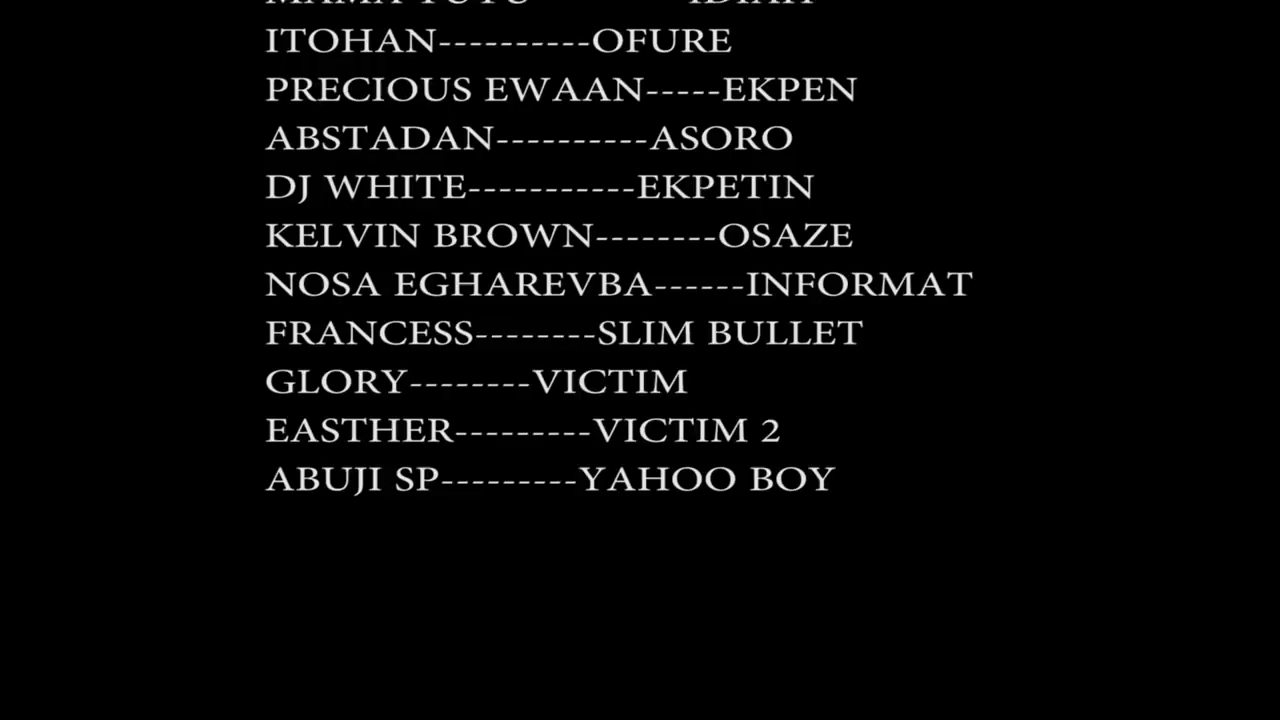 ITOHAN----------OFURE
PRECIOUS EWAAN-----EKPEN
ABSTADAN----------ASORO
DJ WHITE-----------EKPETIN
KELVIN BROWN--------OSAZE
NOSA EGHAREVBA------INFORMAT
FRANCESS--------SLIM BULLET
GLORY--------VICTIM
EASTHER---------VICTIM 2
ABUJI SP---------YAHOO BOY